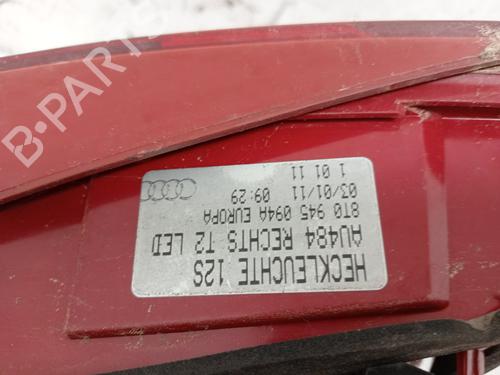 HECKLEUCHTE 12S
AU484 RECHTS T2 LED
8T0 945 094A EUROPA
03/01/11 09:29
1 01 11
B-PARTS